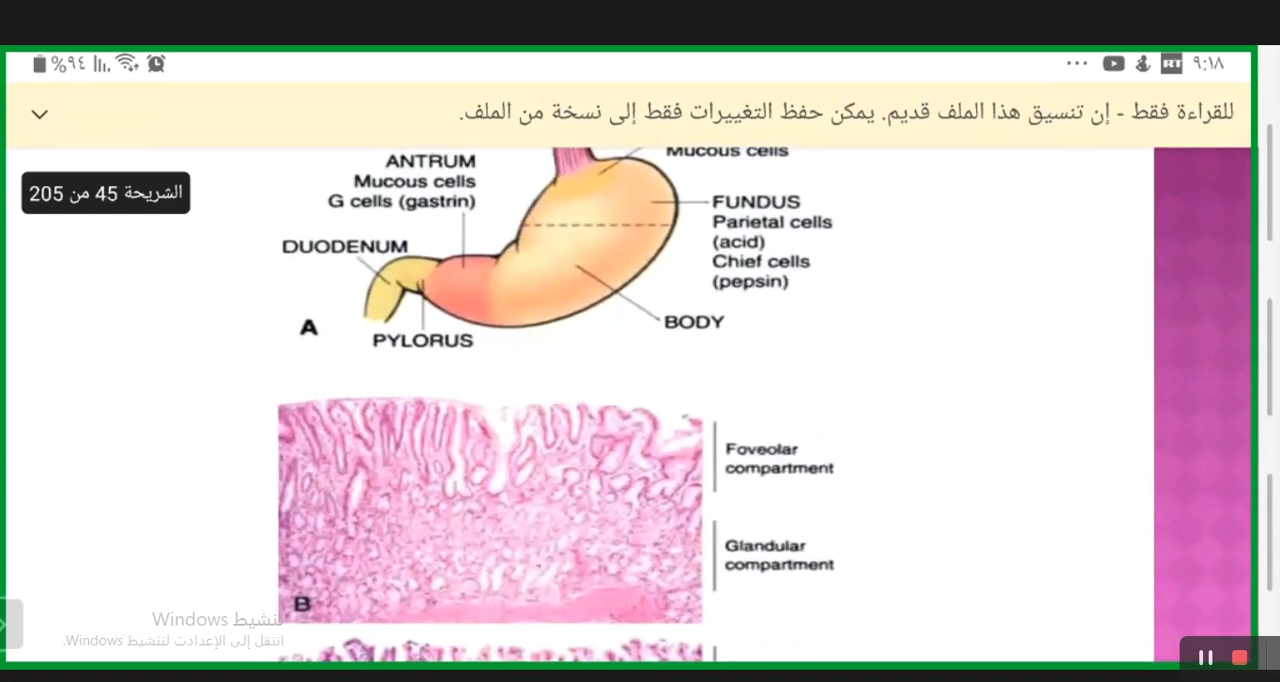 ٩:١٨
RT
%٩٤
للقراءة فقط - إن تنسيق هذا الملف قديم. يمكن حفظ التغييرات فقط إلى نسخة من الملف.
الشريحة 45 من 205
Mucous cells
ANTRUM
Mucous cells
G cells (gastrin)
FUNDUS
Parietal cells
(acid)
Chief cells
(pepsin)
DUODENUM
BODY
A
PYLORUS
Foveolar
compartment
Glandular
compartment
B
تنشيط Windows
انتقل إلى الإعدادت لتنشيط Windows.